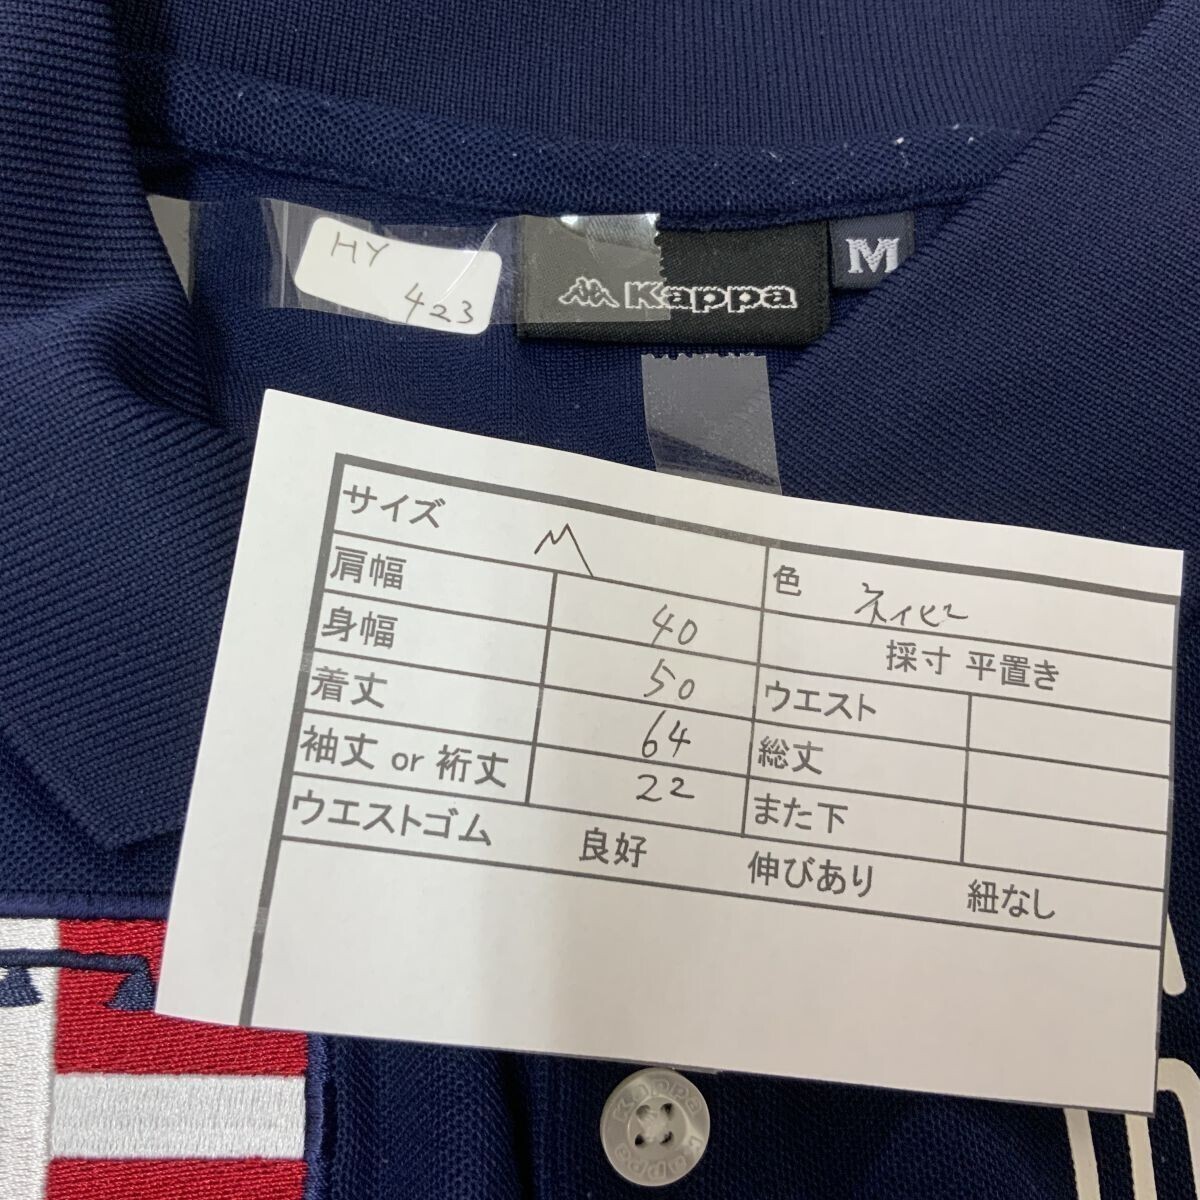 HY
423
Kappa
M
サイズ M
色 ネイビー
肩幅 40
採寸 平置き
身幅 50
ウエスト
着丈 64
総丈
袖丈 or 裄丈 22
また下
ウエストゴム 良好 伸びあり 紐なし
Kappa
Kappa